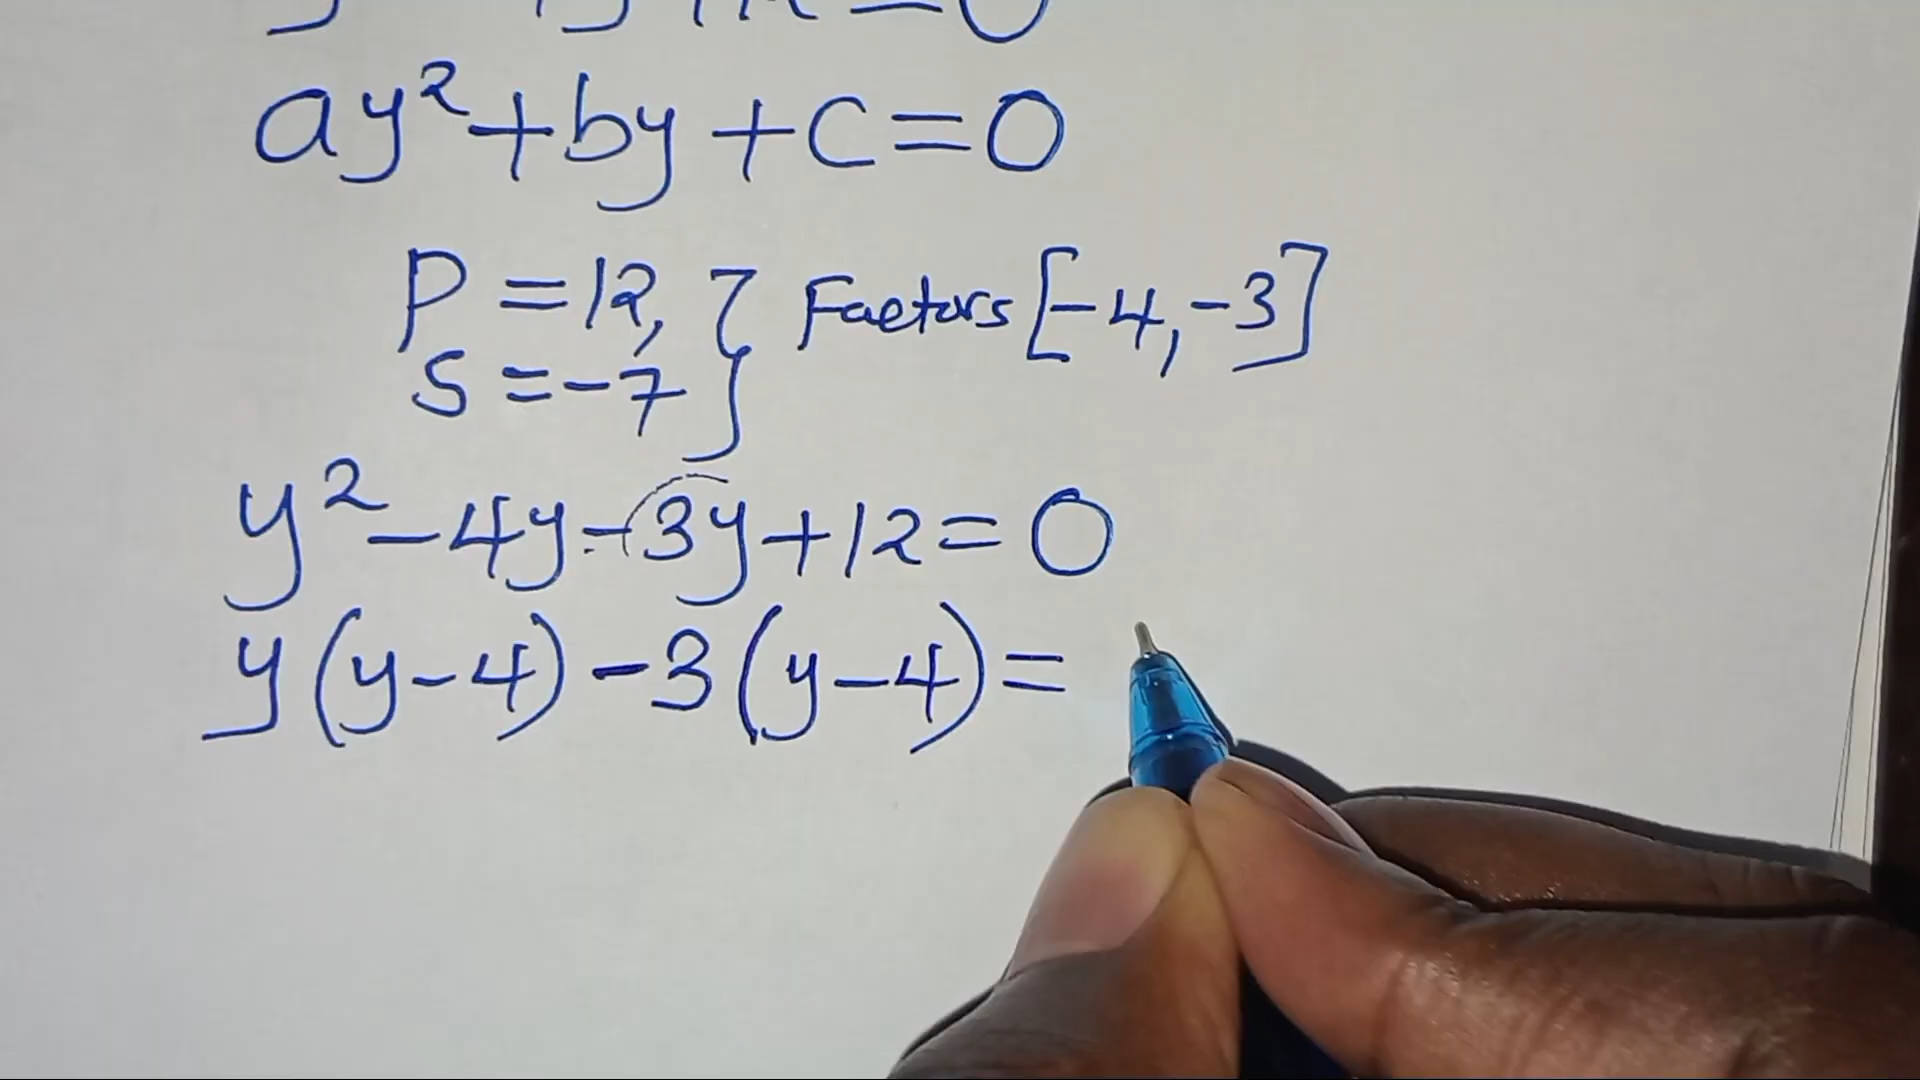 ay²+by+c=0
P=12, } Factors [-4,-3]
S=-7
y²-4y-3y+12=0
y(y-4)-3(y-4)=